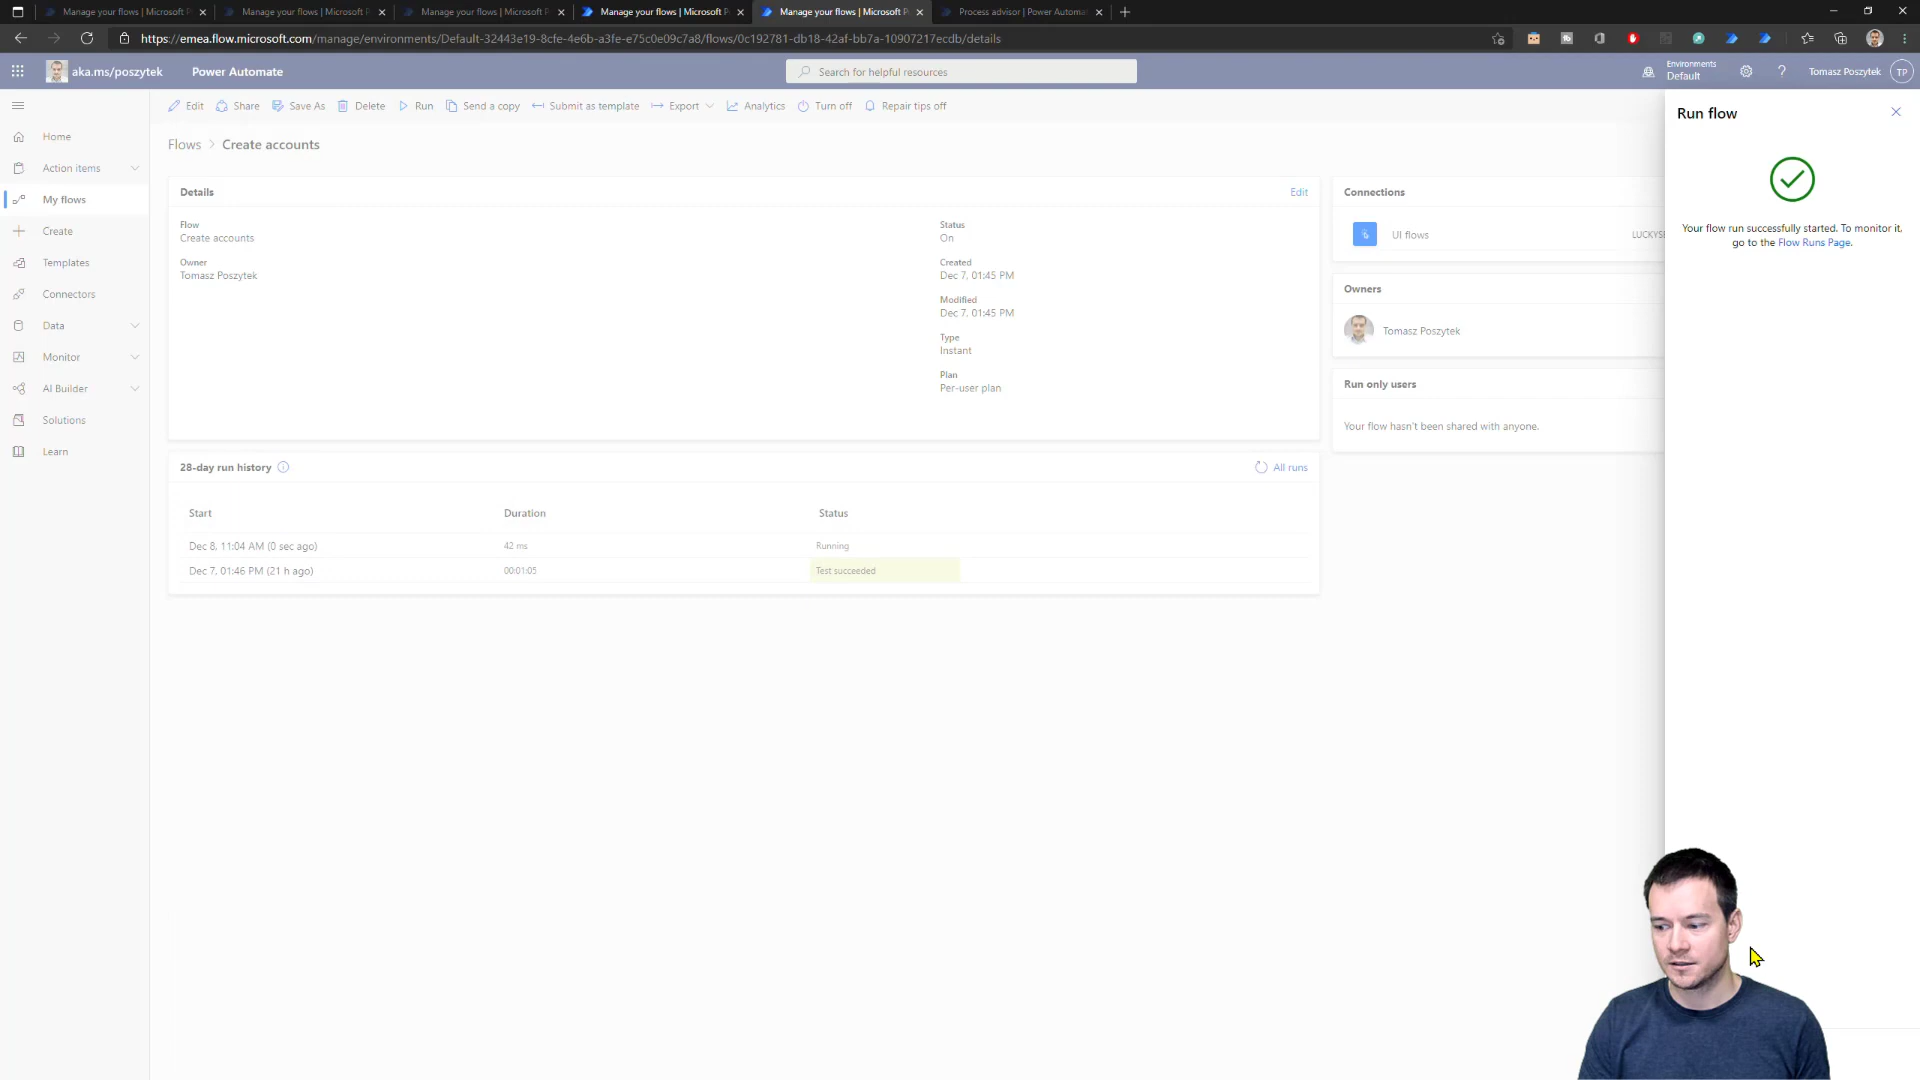 Manage your flows | Microsoft P
Manage your flows | Microsoft P
Manage your flows | Microsoft P
Manage your flows | Microsoft P
Manage your flows | Microsoft P
Process advisor | Power Automa
https://emea.flow.microsoft.com/manage/environments/Default-32443e19-8cfe-4e6b-a3fe-e75c0e09c7a8/flows/0c192781-db18-42af-bb7a-10907217ecdb/details
aka.ms/poszytek
Power Automate
Search for helpful resources
Environments
Default
?
Tomasz Poszytek
TP
Edit
Share
Save As
Delete
Run
Send a copy
Submit as template
Export
Analytics
Turn off
Repair tips off
Home
Action items
My flows
Create
Templates
Connectors
Data
Monitor
AI Builder
Solutions
Learn
Flows > Create accounts
Details
Edit
Flow
Create accounts
Owner
Tomasz Poszytek
Status
On
Created
Dec 7, 01:45 PM
Modified
Dec 7, 01:45 PM
Type
Instant
Plan
Per-user plan
28-day run history
All runs
Start Duration Status
Dec 8, 11:04 AM (0 sec ago) 42 ms Running
Dec 7, 01:46 PM (21 h ago) 00:01:05 Test succeeded
Connections
UI flows
LUCKYSE
Owners
Tomasz Poszytek
Run only users
Your flow hasn't been shared with anyone.
Run flow
Your flow run successfully started. To monitor it,
go to the Flow Runs Page.